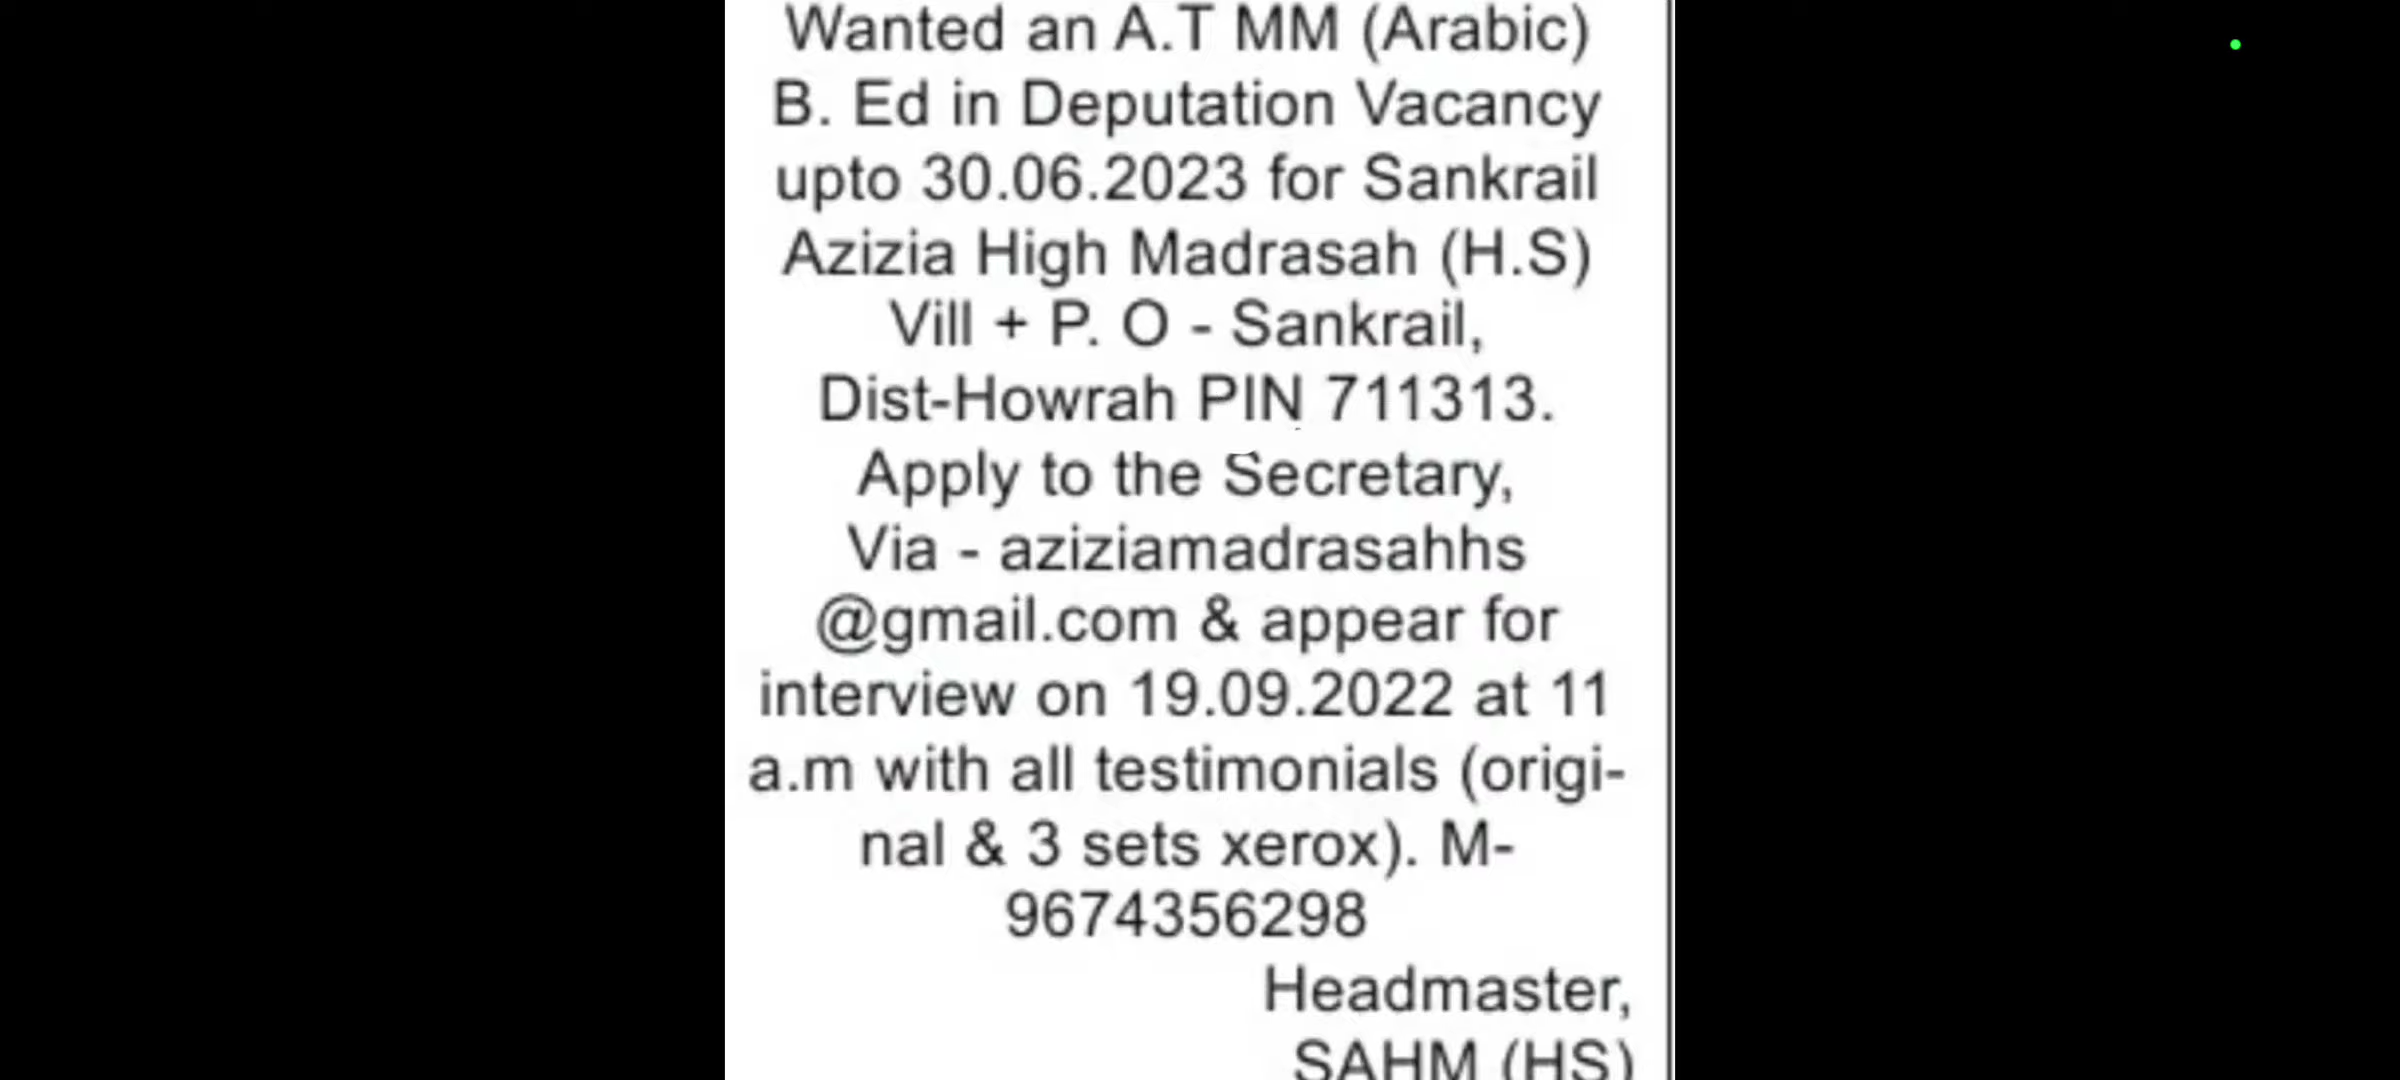 Wanted an A.T MM (Arabic)
B. Ed in Deputation Vacancy
upto 30.06.2023 for Sankrail
Azizia High Madrasah (H.S)
Vill + P. O - Sankrail,
Dist-Howrah PIN 711313.
Apply to the Secretary,
Via - aziziamadrasahhs
@gmail.com & appear for
interview on 19.09.2022 at 11
a.m with all testimonials (origi-
nal & 3 sets xerox). M-
9674356298
Headmaster,
SAHM (HS)